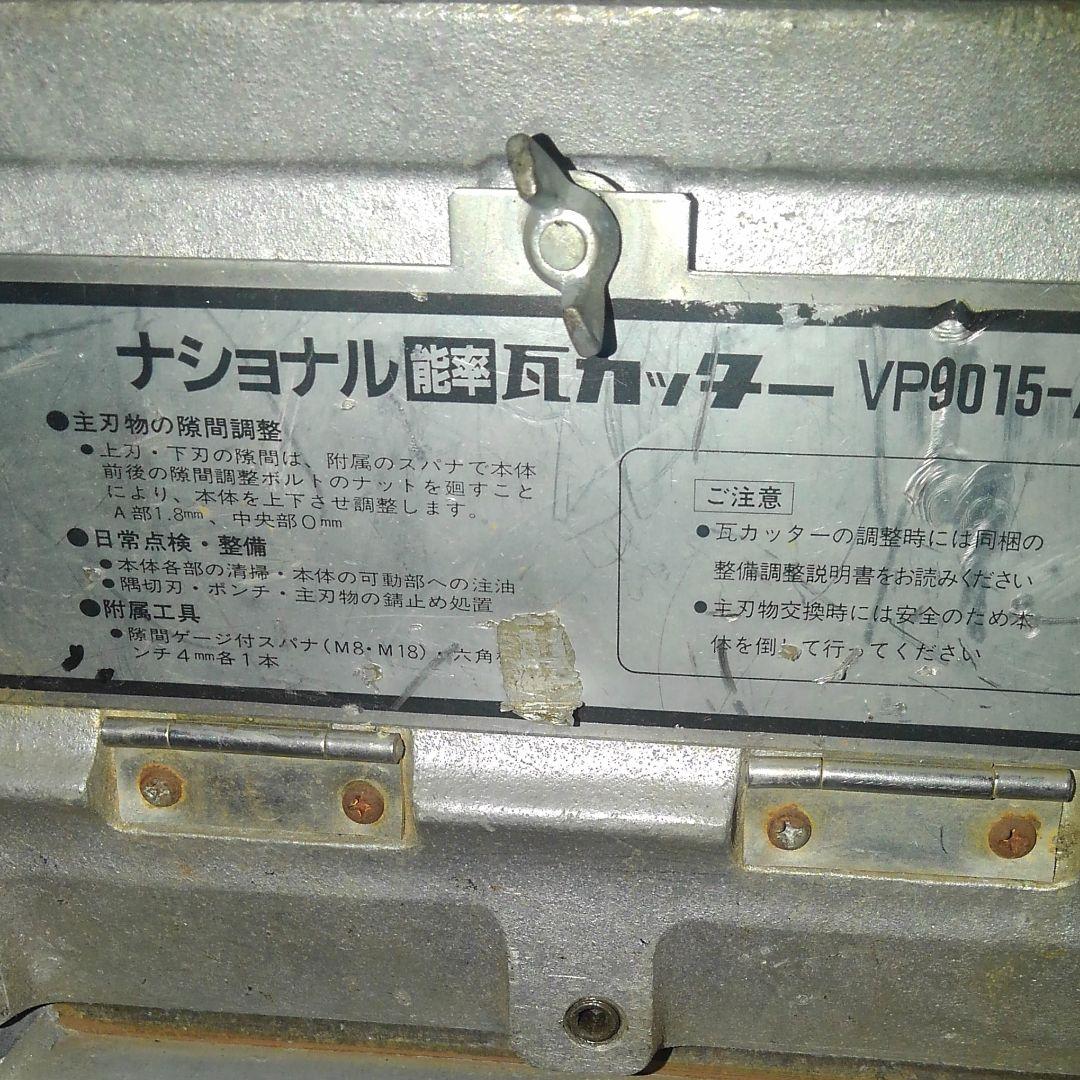 ナショナル能率瓦カッター VP9015-
●主刃物の隙間調整
●上刃・下刃の隙間は、附属のスパナで本体
前後の隙間調整ボルトのナットを廻すこと
により、本体を上下させ調整します。
A部1.8mm、中央部0mm
●日常点検・整備
●本体各部の清掃・本体の可動部への注油
●隅切刃・ポンチ・主刃物の錆止め処置
●附属工具
●隙間ゲージ付スパナ(M8・M18)・六角
ンチ4mm各1本
ご注意
●瓦カッターの調整時には同梱の
整備調整説明書をお読みください
●主刃物交換時には安全のため本
体を倒して行ってください